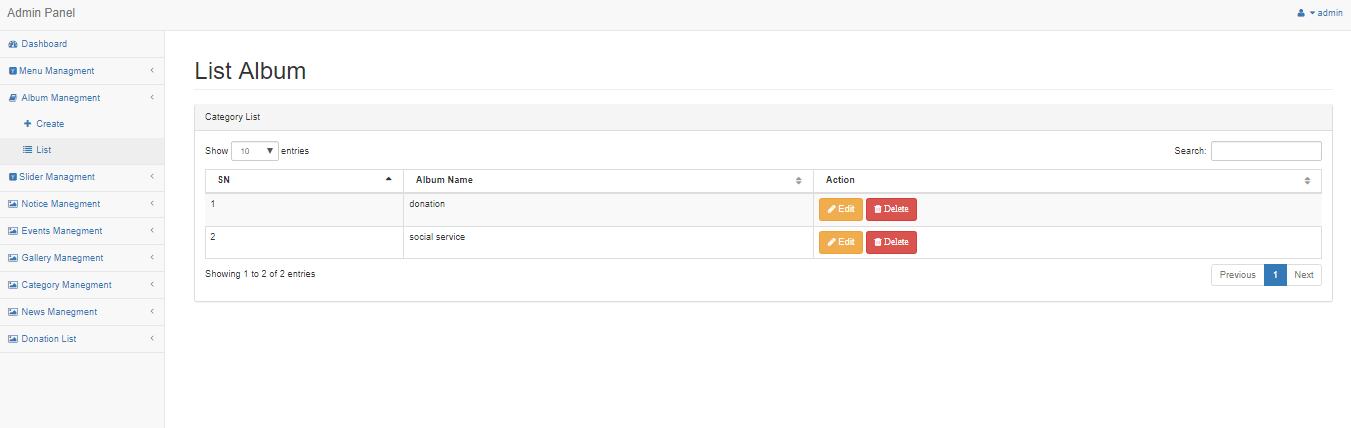 Admin Panel
admin
Dashboard
Menu Managment
Album Manegment
Create
List
Slider Managment
Notice Manegment
Events Manegment
Gallery Manegment
Category Manegment
News Manegment
Donation List
List Album
Category List
Show 10 entries
Search:
SN Album Name Action
1 donation Edit Delete
2 social service Edit Delete
Showing 1 to 2 of 2 entries
Previous 1 Next